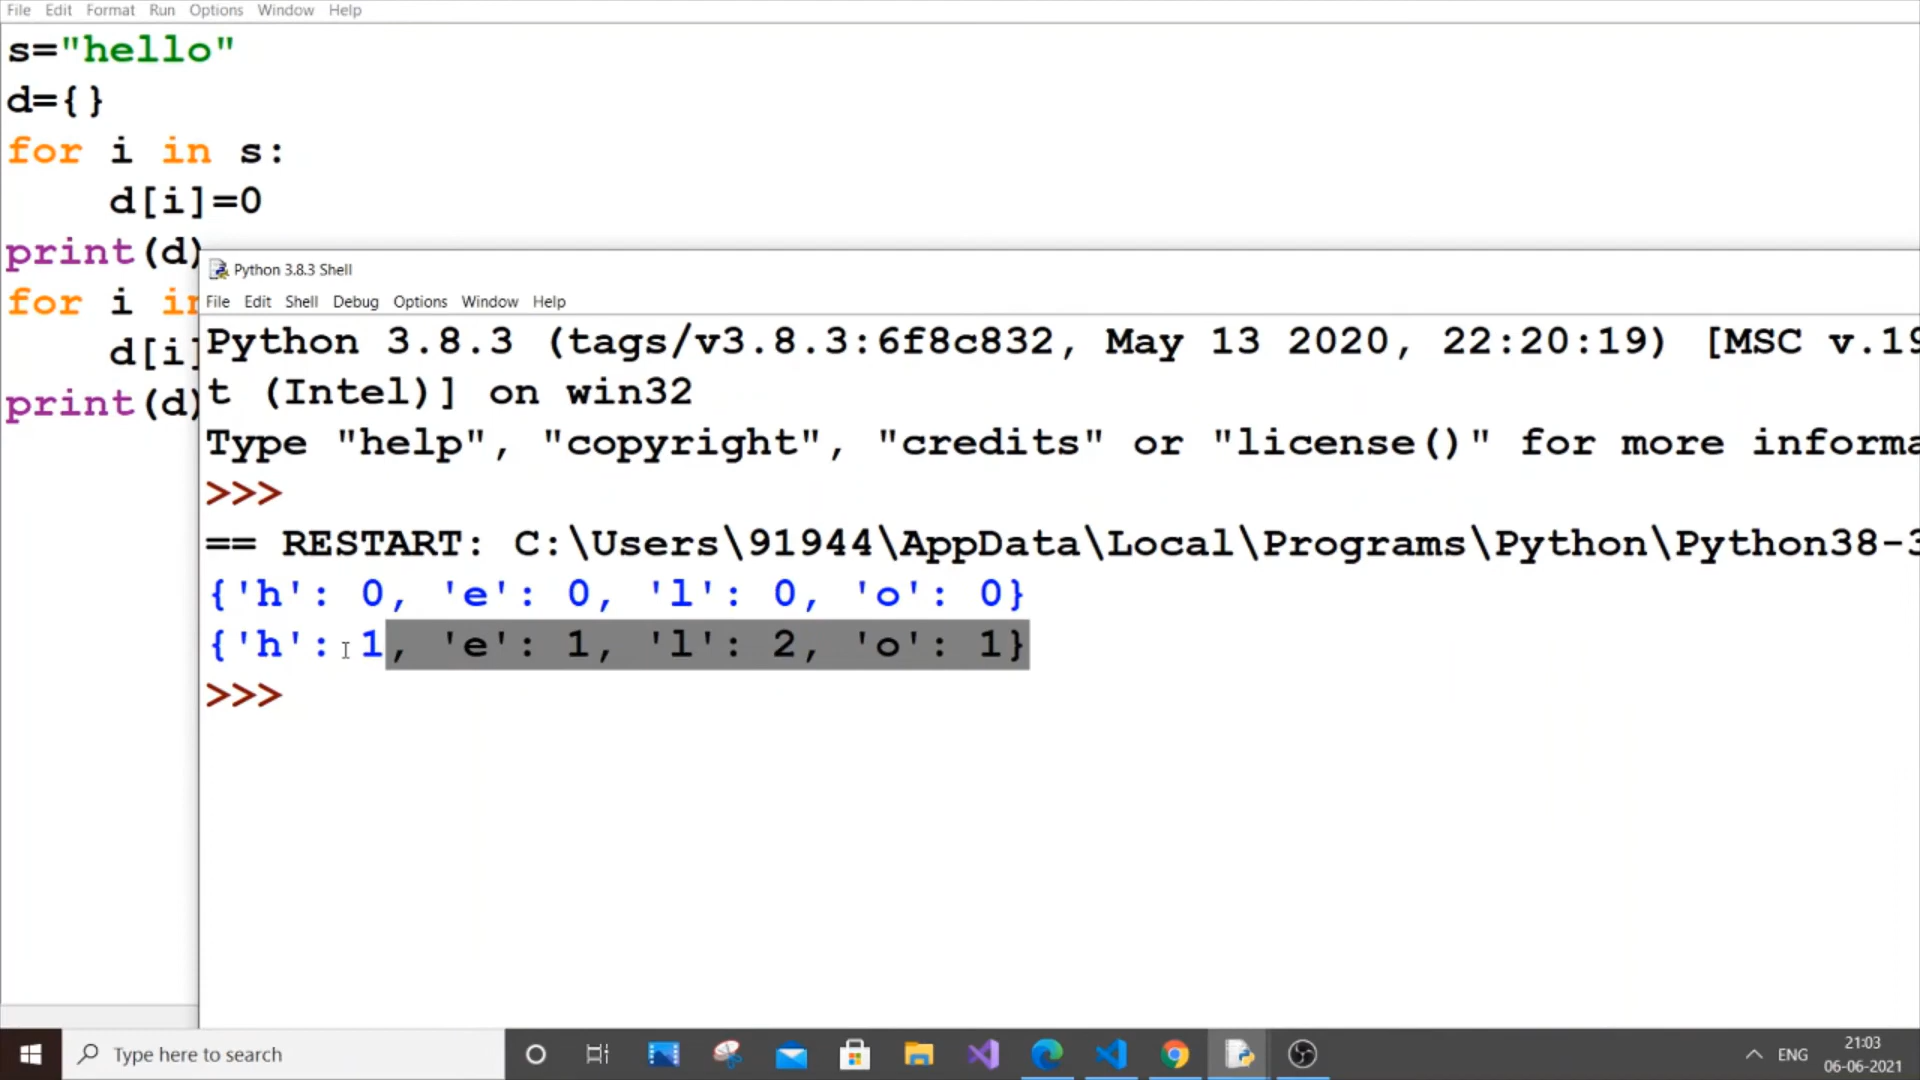 File Edit Format Run Options Window Help
s="hello"
d={}
for i in s:
    d[i]=0
print(d)
for i in
    d[i]
print(d)
Python 3.8.3 Shell
File Edit Shell Debug Options Window Help
Python 3.8.3 (tags/v3.8.3:6f8c832, May 13 2020, 22:20:19) [MSC v.19
t (Intel)] on win32
Type "help", "copyright", "credits" or "license()" for more informa
>>>
== RESTART: C:\Users\91944\AppData\Local\Programs\Python\Python38-3
{'h': 0, 'e': 0, 'l': 0, 'o': 0}
{'h': 1, 'e': 1, 'l': 2, 'o': 1}
>>>
Type here to search
ENG
21:03
06-06-2021